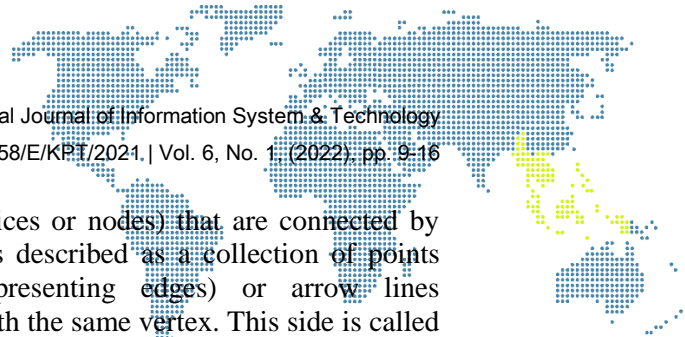 al Journal of Information System & Technology
58/E/KPT/2021 | Vol. 6, No. 1, (2022), pp. 9-16
ices or nodes) that are connected by
s described as a collection of points
presenting edges) or arrow lines
th the same vertex. This side is called